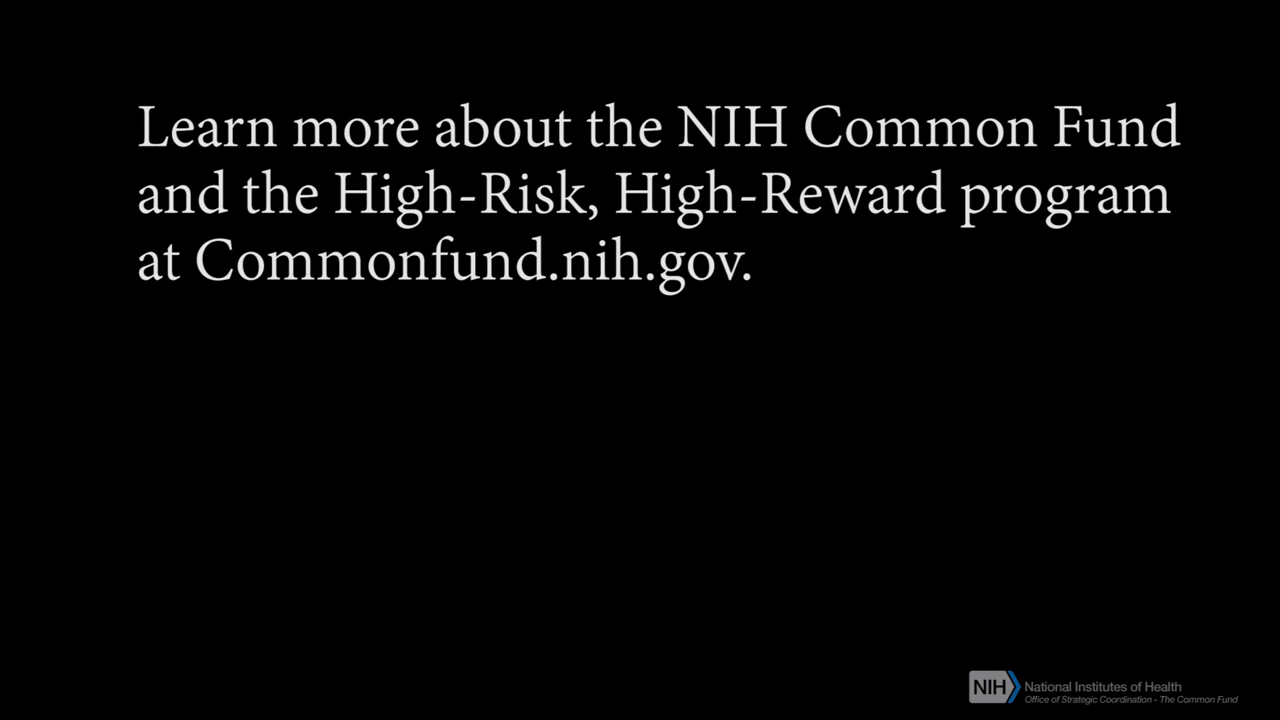 Learn more about the NIH Common Fund
and the High-Risk, High-Reward program
at Commonfund.nih.gov.
NIH National Institutes of Health
Office of Strategic Coordination - The Common Fund